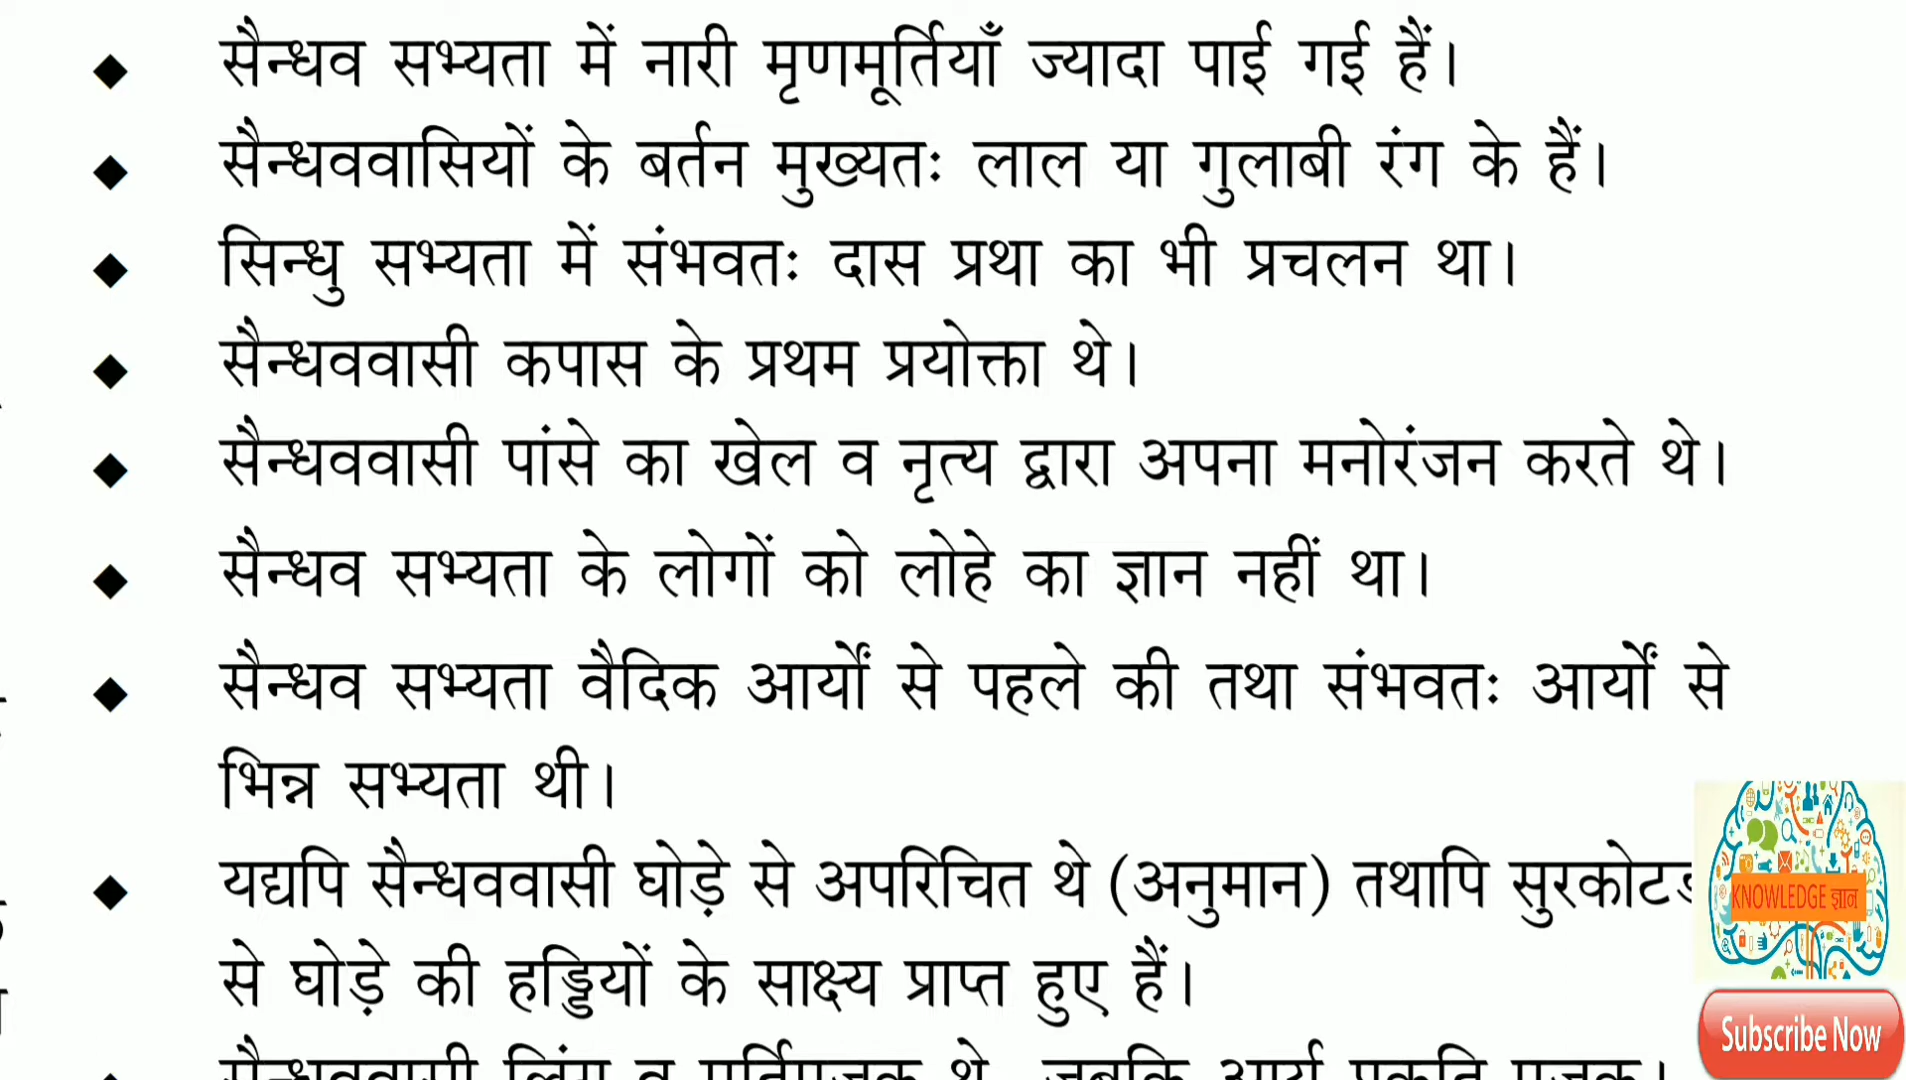 ◆ सैन्धव सभ्यता में नारी मृणमूर्तियाँ ज्यादा पाई गई हैं।
◆ सैन्धववासियों के बर्तन मुख्यतः लाल या गुलाबी रंग के हैं।
◆ सिन्धु सभ्यता में संभवतः दास प्रथा का भी प्रचलन था।
◆ सैन्धववासी कपास के प्रथम प्रयोक्ता थे।
◆ सैन्धववासी पांसे का खेल व नृत्य द्वारा अपना मनोरंजन करते थे।
◆ सैन्धव सभ्यता के लोगों को लोहे का ज्ञान नहीं था।
◆ सैन्धव सभ्यता वैदिक आर्यों से पहले की तथा संभवतः आर्यों से
भिन्न सभ्यता थी।
◆ यद्यपि सैन्धववासी घोड़े से अपरिचित थे (अनुमान) तथापि
से घोड़े की हड्डियों के साक्ष्य प्राप्त हुए हैं।
KNOWLEDGE ज्ञान
Subscribe Now